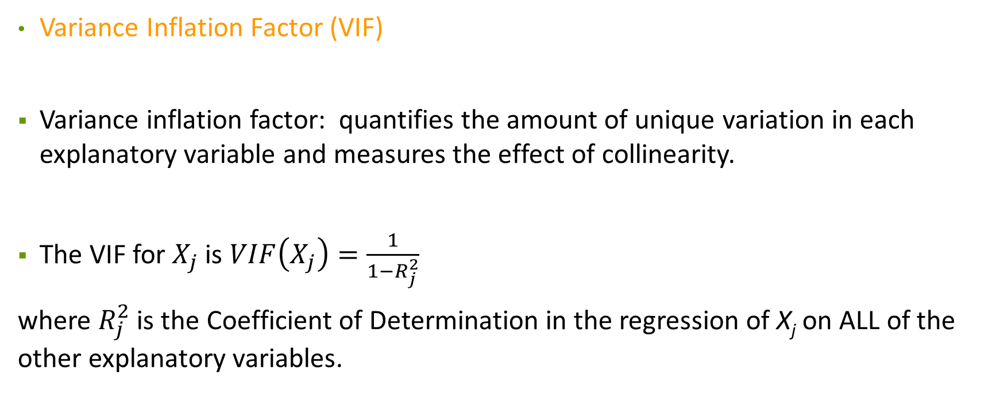 • Variance Inflation Factor (VIF)
▪ Variance inflation factor:  quantifies the amount of unique variation in each
explanatory variable and measures the effect of collinearity.
▪ The VIF for $X_j$ is $VIF(X_j) = \frac{1}{1-R_j^2}$
where $R_j^2$ is the Coefficient of Determination in the regression of $X_j$ on ALL of the
other explanatory variables.